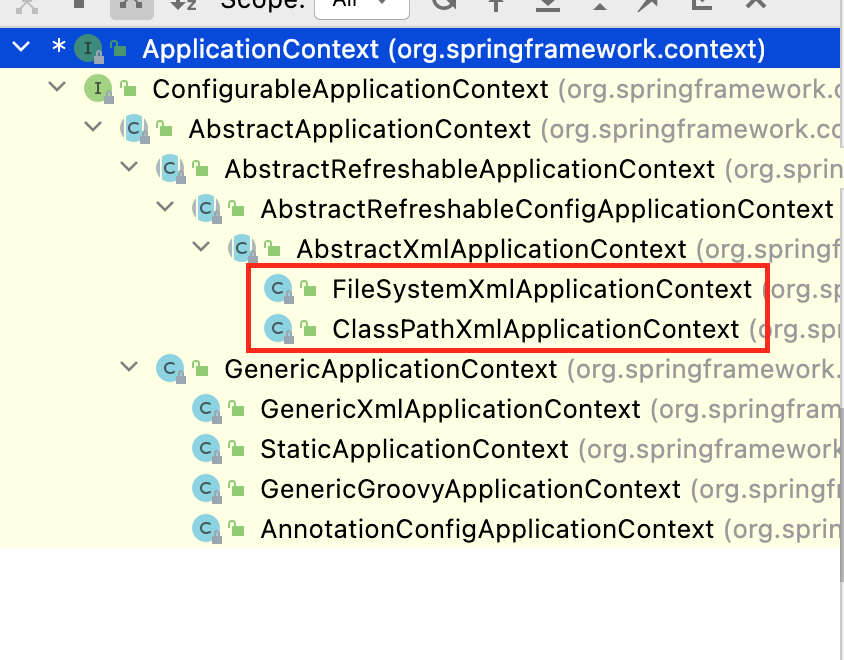 Scope: All
* I ApplicationContext (org.springframework.context)
I ConfigurableApplicationContext (org.springframework.c
C AbstractApplicationContext (org.springframework.co
C AbstractRefreshableApplicationContext (org.sprin
C AbstractRefreshableConfigApplicationContext
C AbstractXmlApplicationContext (org.springf
C FileSystemXmlApplicationContext (org.sp
C ClassPathXmlApplicationContext (org.spr
C GenericApplicationContext (org.springframework.
C GenericXmlApplicationContext (org.springfram
C StaticApplicationContext (org.springframework
C GenericGroovyApplicationContext (org.springf
C AnnotationConfigApplicationContext (org.sprin